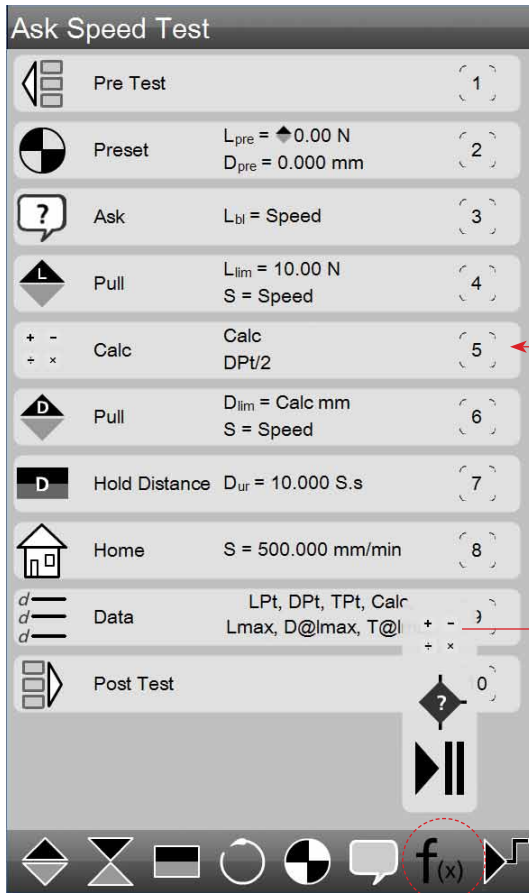 Ask Speed Test
Pre Test 1
Preset Lpre = 0.00 N 2
Dpre = 0.000 mm
? Ask Lbl = Speed 3
L Pull Llim = 10.00 N 4
S = Speed
+ - ÷ × Calc Calc 5
DPt/2
D Pull Dlim = Calc mm 6
S = Speed
D Hold Distance Dur = 10.000 S.s 7
Home S = 500.000 mm/min 8
d d d Data LPt, DPt, TPt, Calc 9
Lmax, D@lmax,
+ -
÷ ×
Post Test 0
?
f(x)